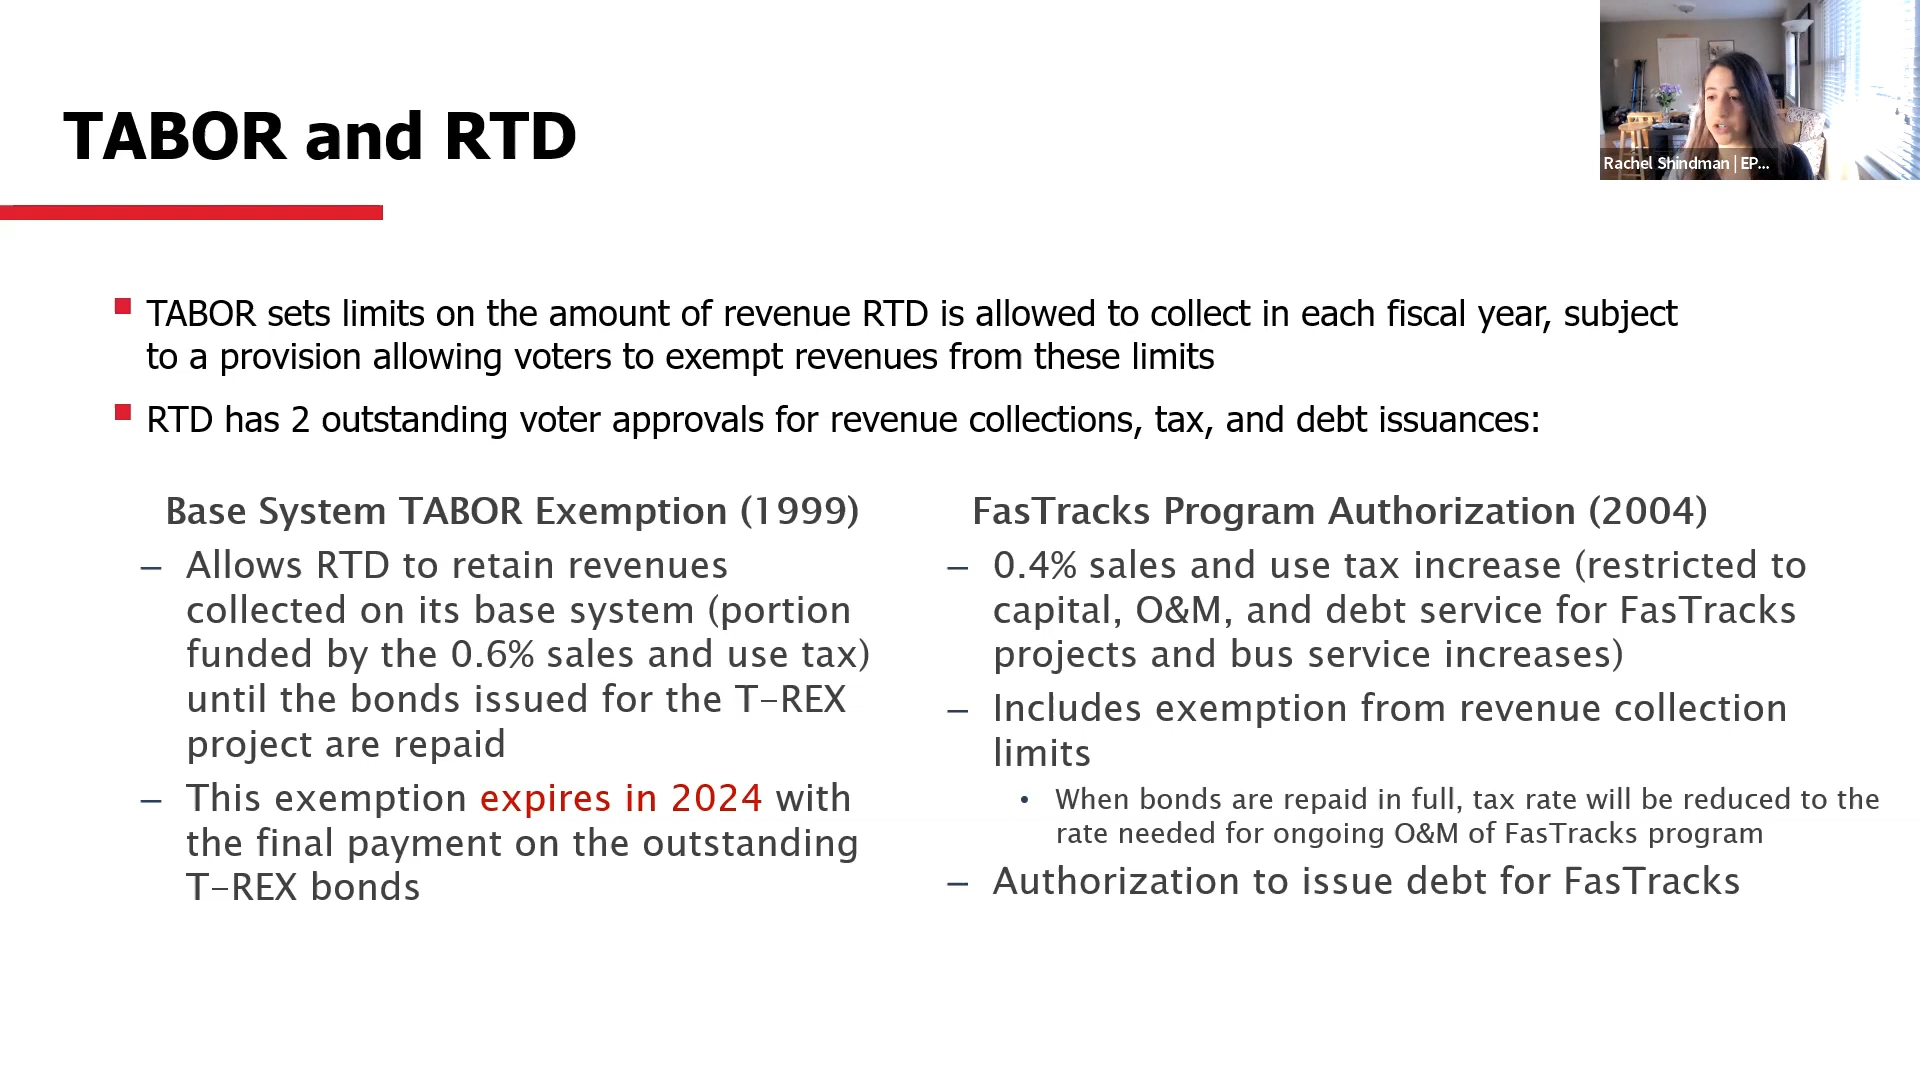 TABOR and RTD
Rachel Shindman | EP...
TABOR sets limits on the amount of revenue RTD is allowed to collect in each fiscal year, subject
to a provision allowing voters to exempt revenues from these limits
RTD has 2 outstanding voter approvals for revenue collections, tax, and debt issuances:
Base System TABOR Exemption (1999)
– Allows RTD to retain revenues
collected on its base system (portion
funded by the 0.6% sales and use tax)
until the bonds issued for the T-REX
project are repaid
– This exemption expires in 2024 with
the final payment on the outstanding
T-REX bonds
FasTracks Program Authorization (2004)
– 0.4% sales and use tax increase (restricted to
capital, O&M, and debt service for FasTracks
projects and bus service increases)
– Includes exemption from revenue collection
limits
• When bonds are repaid in full, tax rate will be reduced to the
rate needed for ongoing O&M of FasTracks program
– Authorization to issue debt for FasTracks